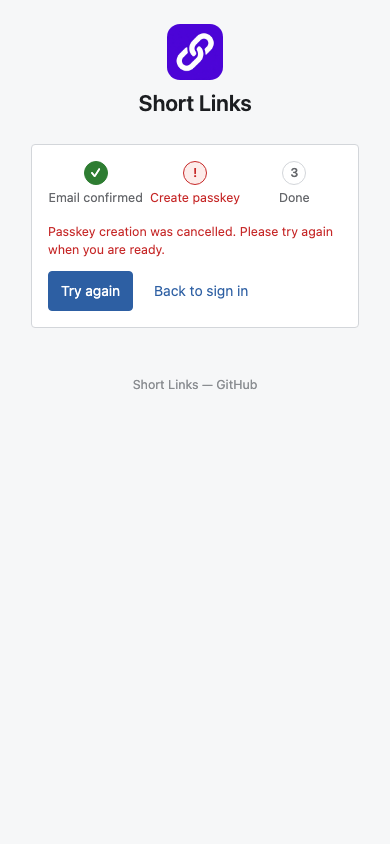 Short Links
!
3
Email confirmed
Create passkey
Done
Passkey creation was cancelled. Please try again
when you are ready.
Try again
Back to sign in
Short Links — GitHub